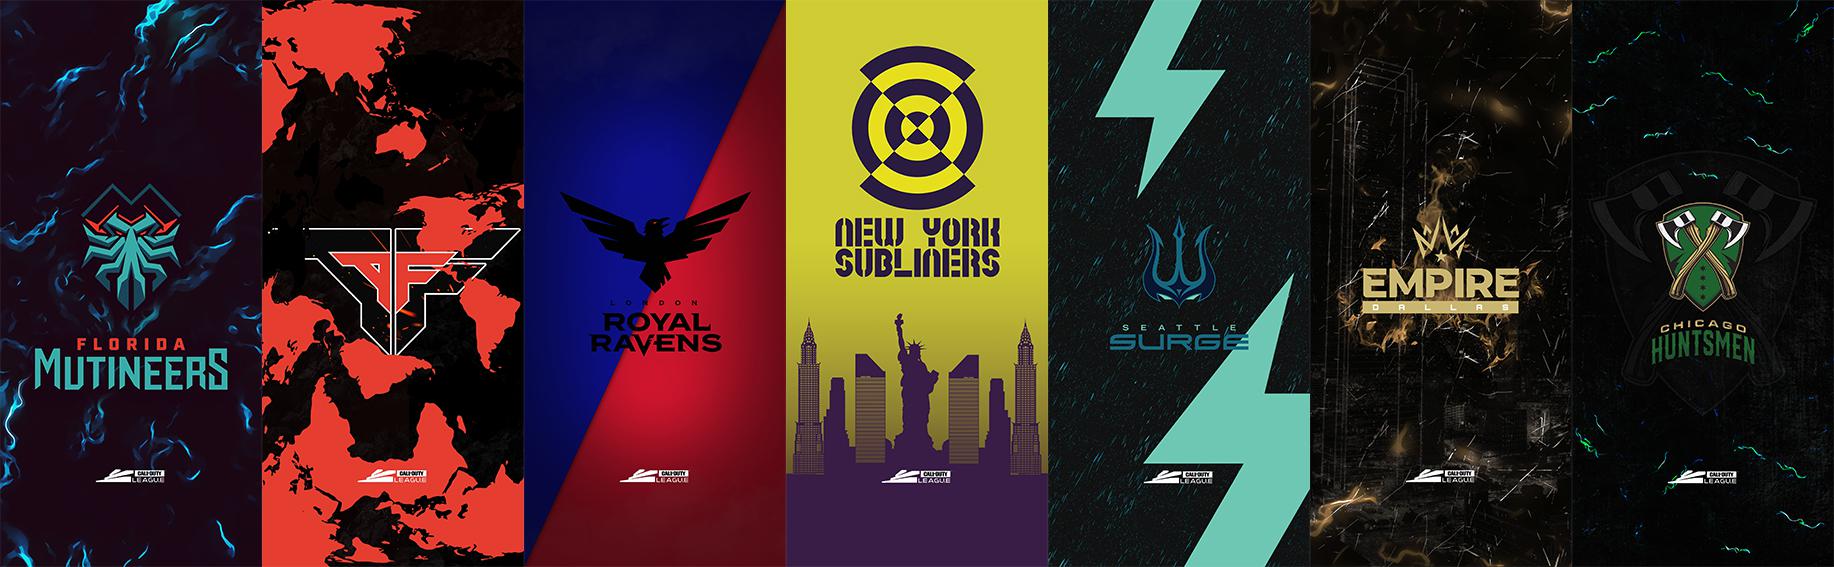 FLORIDA
MUTINEERS
CALL OF DUTY
LEAGUE
CALL OF DUTY
LEAGUE
LONDON
ROYAL
RAVENS
CALL OF DUTY
LEAGUE
NEW YORK
SUBLINERS
CALL OF DUTY
LEAGUE
SEATTLE
SURGE
CALL OF DUTY
LEAGUE
EMPIRE
DALLAS
CALL OF DUTY
LEAGUE
CHICAGO
HUNTSMEN
CALL OF DUTY
LEAGUE